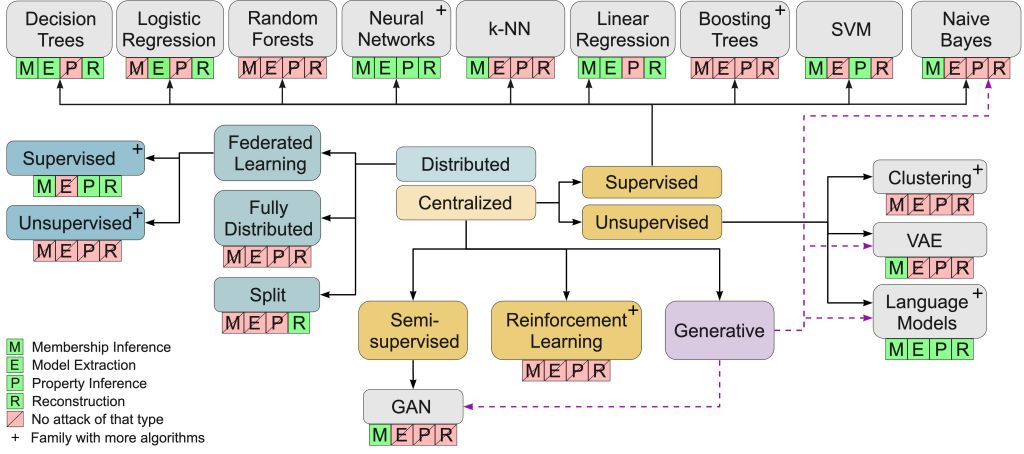 Decision
Trees
M E P R
Logistic
Regression
M E P R
Random
Forests
M E P R
Neural +
Networks
M E P R
k-NN
M E P R
Linear
Regression
M E P R
Boosting +
Trees
M E P R
SVM
M E P R
Naive
Bayes
M E P R
Supervised +
M E P R
Unsupervised +
M E P R
Federated
Learning
Fully
Distributed
M E P R
Split
M E P R
Distributed
Centralized
Supervised
Unsupervised
Clustering +
M E P R
VAE
M E P R
Language +
Models
M E P R
Semi-
supervised
Reinforcement +
Learning
M E P R
Generative
GAN
M E P R
M Membership Inference
E Model Extraction
P Property Inference
R Reconstruction
No attack of that type
+ Family with more algorithms